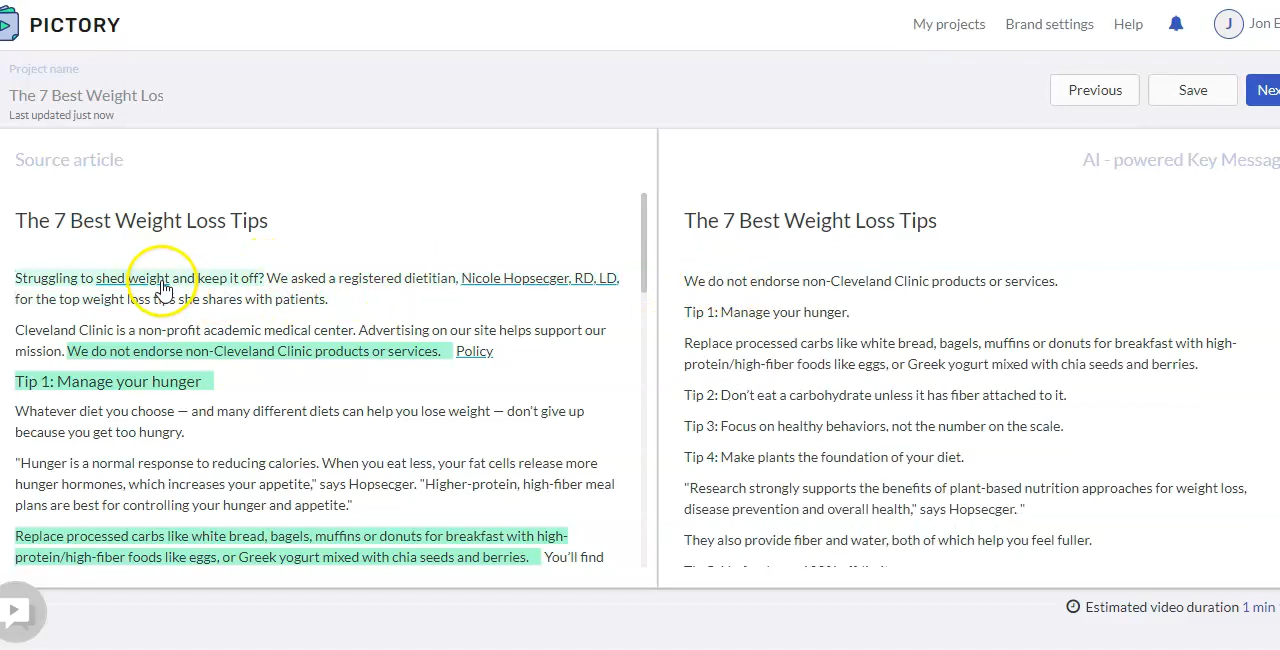 PICTORY
My projects Brand settings Help J Jon E
Project name
The 7 Best Weight Los
Last updated just now
Previous Save Nex
Source article
AI - powered Key Messag
The 7 Best Weight Loss Tips
Struggling to shed weight and keep it off? We asked a registered dietitian, Nicole Hopsecger, RD, LD,
for the top weight loss tips she shares with patients.
Cleveland Clinic is a non-profit academic medical center. Advertising on our site helps support our
mission. We do not endorse non-Cleveland Clinic products or services. Policy
Tip 1: Manage your hunger
Whatever diet you choose — and many different diets can help you lose weight — don't give up
because you get too hungry.
"Hunger is a normal response to reducing calories. When you eat less, your fat cells release more
hunger hormones, which increases your appetite," says Hopsecger. "Higher-protein, high-fiber meal
plans are best for controlling your hunger and appetite."
Replace processed carbs like white bread, bagels, muffins or donuts for breakfast with high-
protein/high-fiber foods like eggs, or Greek yogurt mixed with chia seeds and berries. You'll find
The 7 Best Weight Loss Tips
We do not endorse non-Cleveland Clinic products or services.
Tip 1: Manage your hunger.
Replace processed carbs like white bread, bagels, muffins or donuts for breakfast with high-
protein/high-fiber foods like eggs, or Greek yogurt mixed with chia seeds and berries.
Tip 2: Don't eat a carbohydrate unless it has fiber attached to it.
Tip 3: Focus on healthy behaviors, not the number on the scale.
Tip 4: Make plants the foundation of your diet.
"Research strongly supports the benefits of plant-based nutrition approaches for weight loss,
disease prevention and overall health," says Hopsecger. "
They also provide fiber and water, both of which help you feel fuller.
Estimated video duration 1 min